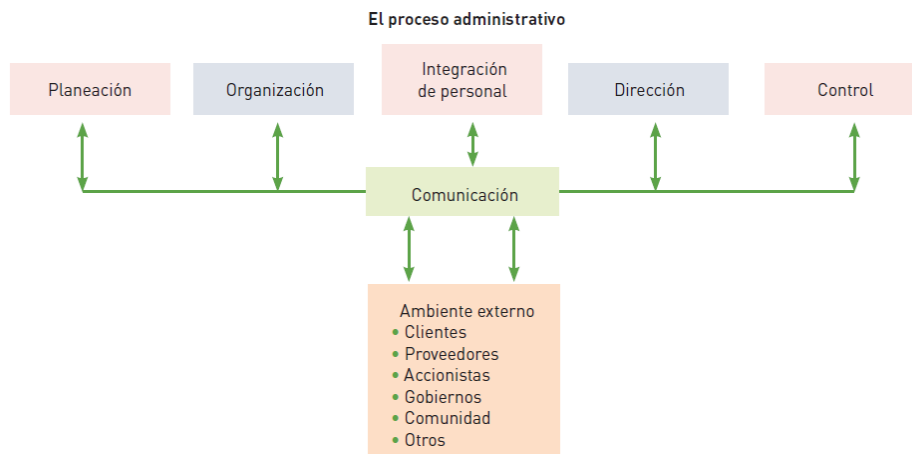 El proceso administrativo
Planeación
Organización
Integración
de personal
Dirección
Control
Comunicación
Ambiente externo
• Clientes
• Proveedores
• Accionistas
• Gobiernos
• Comunidad
• Otros